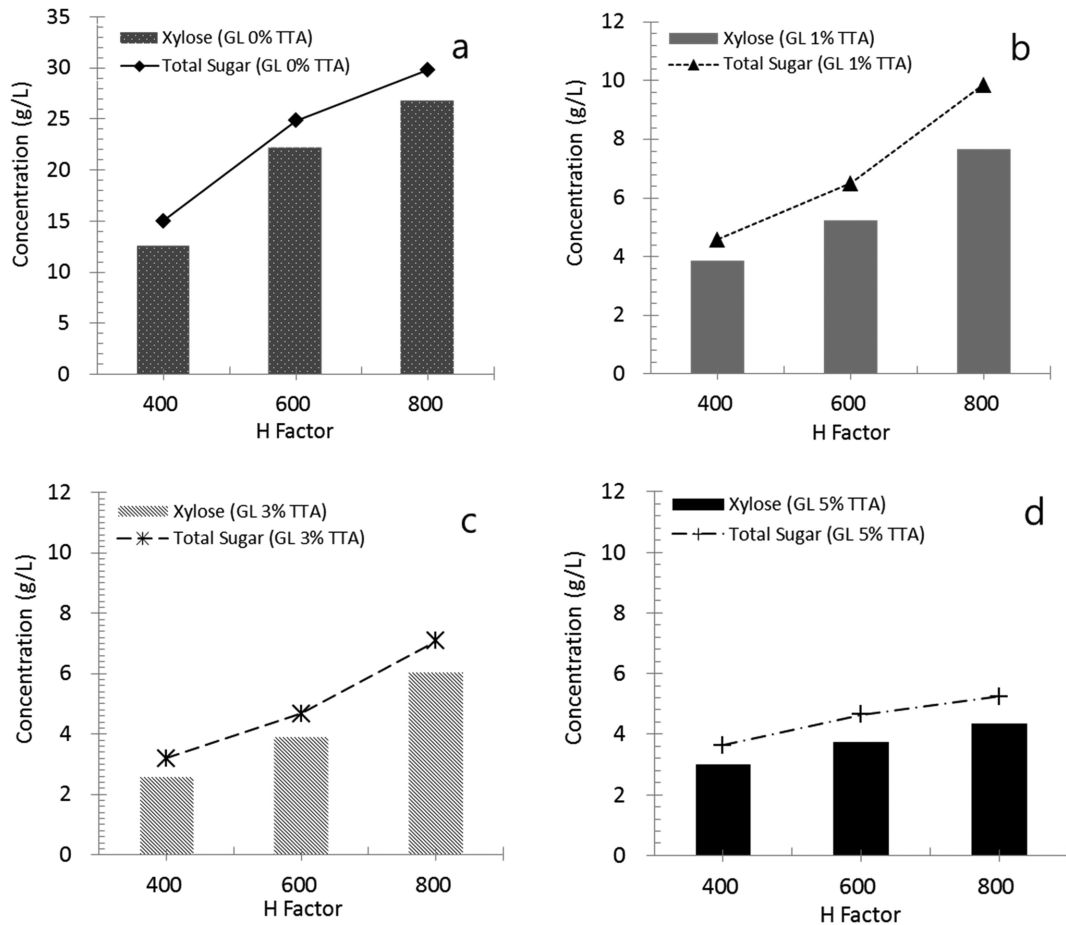 a
Xylose (GL 0% TTA)
Total Sugar (GL 0% TTA)
Concentration (g/L)
35
30
25
20
15
10
5
0
400 600 800
H Factor
b
Xylose (GL 1% TTA)
Total Sugar (GL 1% TTA)
Concentration (g/L)
12
10
8
6
4
2
0
400 600 800
H Factor
c
Xylose (GL 3% TTA)
Total Sugar (GL 3% TTA)
Concentration (g/L)
12
10
8
6
4
2
0
400 600 800
H Factor
d
Xylose (GL 5% TTA)
Total Sugar (GL 5% TTA)
Concentration (g/L)
12
10
8
6
4
2
0
400 600 800
H Factor